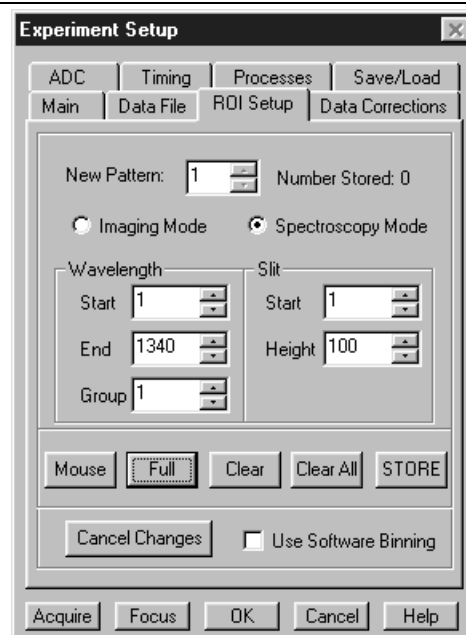 Experiment Setup
ADC Timing Processes Save/Load
Main Data File ROI Setup Data Corrections
New Pattern: 1 Number Stored: 0
Imaging Mode Spectroscopy Mode
Wavelength Slit
Start 1 Start 1
End 1340 Height 100
Group 1
Mouse Full Clear Clear All STORE
Cancel Changes Use Software Binning
Acquire Focus OK Cancel Help